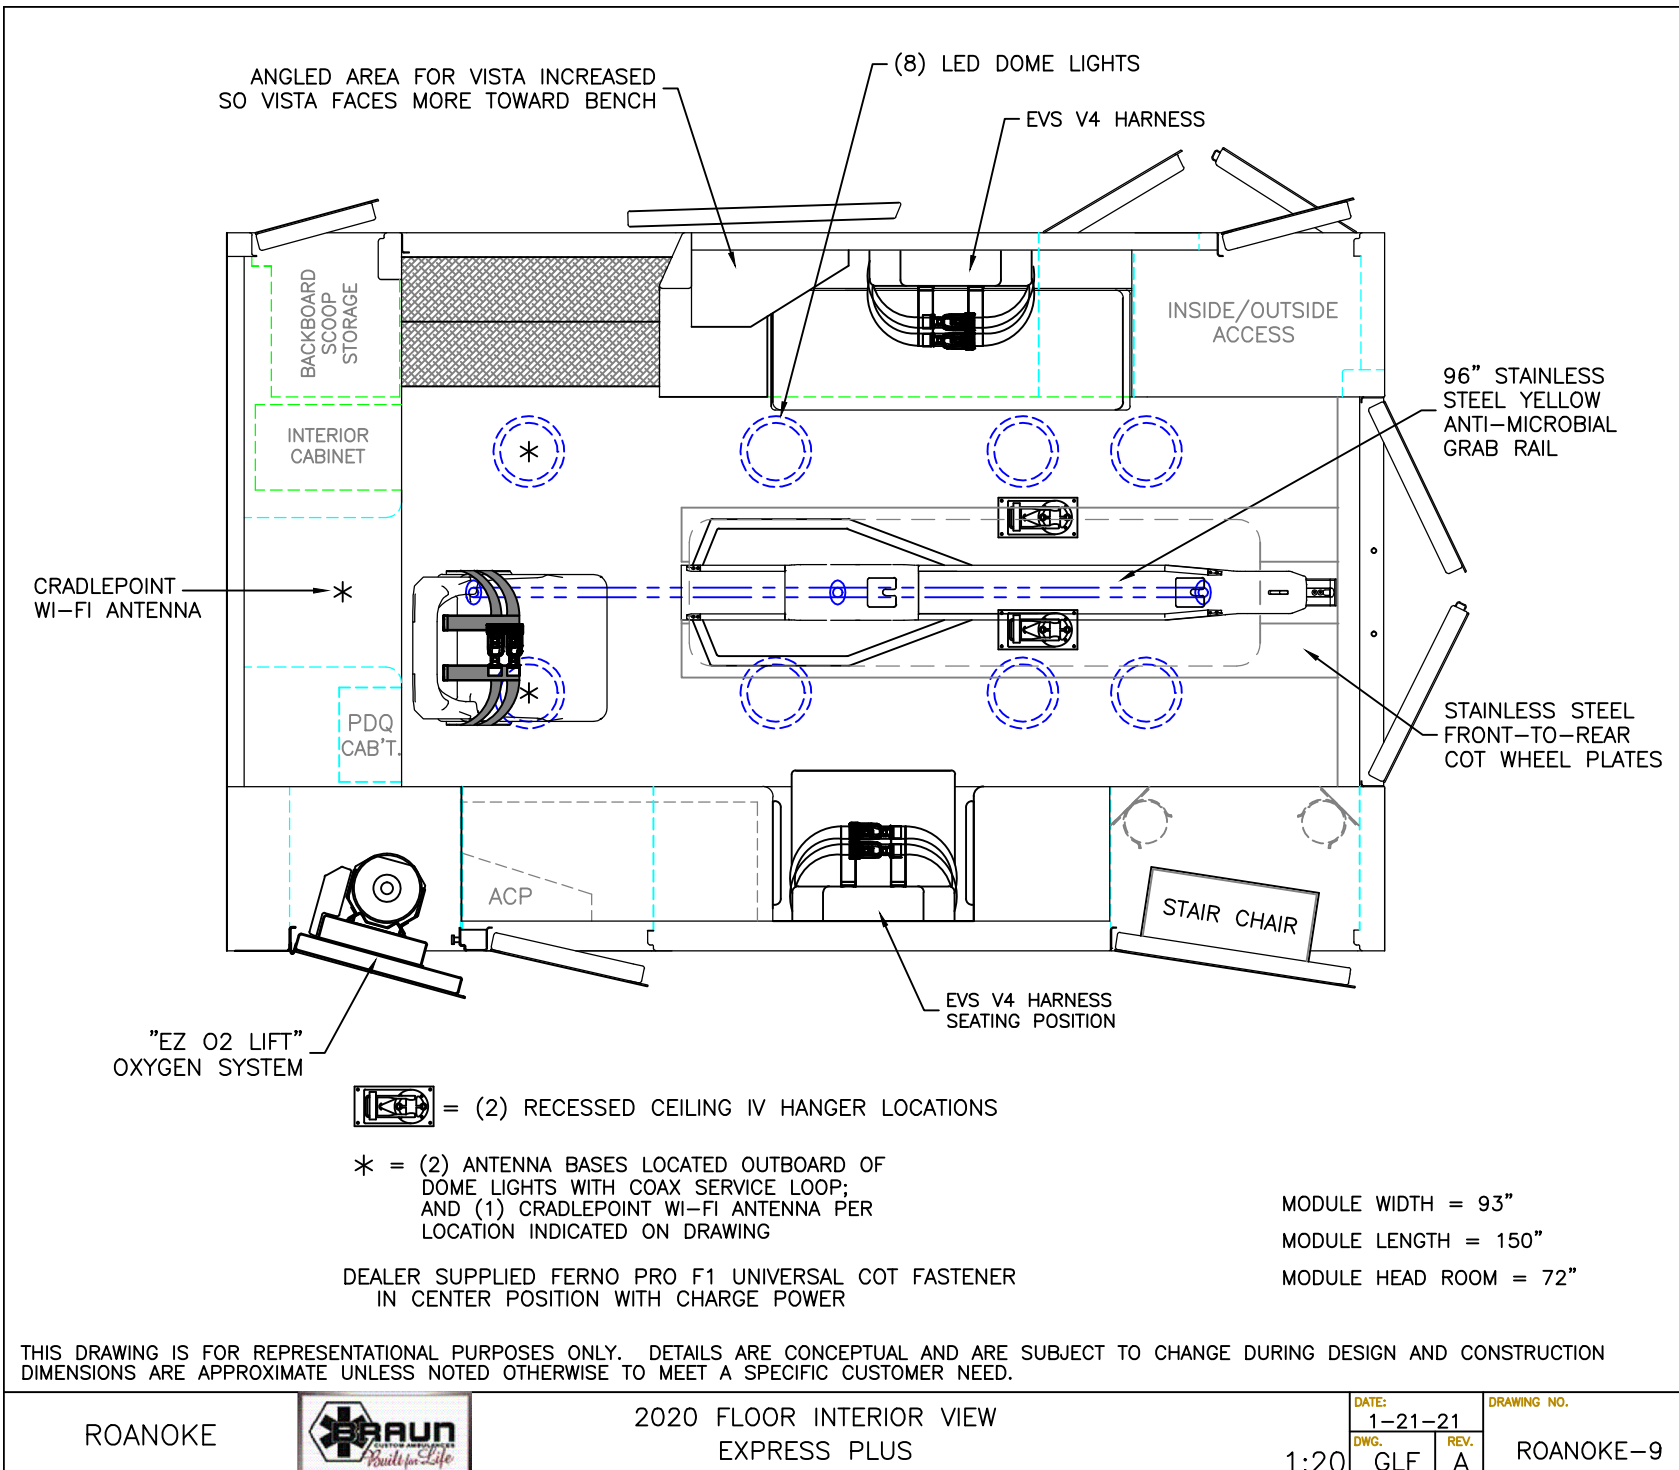 ANGLED AREA FOR VISTA INCREASED
SO VISTA FACES MORE TOWARD BENCH
(8) LED DOME LIGHTS
EVS V4 HARNESS
BACKBOARD
SCOOP
STORAGE
INSIDE/OUTSIDE
ACCESS
96" STAINLESS
STEEL YELLOW
ANTI-MICROBIAL
GRAB RAIL
INTERIOR
CABINET
CRADLEPOINT
WI-FI ANTENNA
PDQ
CAB'T.
STAINLESS STEEL
FRONT-TO-REAR
COT WHEEL PLATES
ACP
STAIR CHAIR
EVS V4 HARNESS
SEATING POSITION
"EZ O2 LIFT"
OXYGEN SYSTEM
= (2) RECESSED CEILING IV HANGER LOCATIONS
* = (2) ANTENNA BASES LOCATED OUTBOARD OF
DOME LIGHTS WITH COAX SERVICE LOOP;
AND (1) CRADLEPOINT WI-FI ANTENNA PER
LOCATION INDICATED ON DRAWING
DEALER SUPPLIED FERNO PRO F1 UNIVERSAL COT FASTENER
IN CENTER POSITION WITH CHARGE POWER
MODULE WIDTH = 93"
MODULE LENGTH = 150"
MODULE HEAD ROOM = 72"
THIS DRAWING IS FOR REPRESENTATIONAL PURPOSES ONLY. DETAILS ARE CONCEPTUAL AND ARE SUBJECT TO CHANGE DURING DESIGN AND CONSTRUCTION
DIMENSIONS ARE APPROXIMATE UNLESS NOTED OTHERWISE TO MEET A SPECIFIC CUSTOMER NEED.
ROANOKE
BRAUN
CUSTOM AMBULANCES
Built for Life
2020 FLOOR INTERIOR VIEW
EXPRESS PLUS
1:20
DATE:
1-21-21
DWG.
GLF
REV.
A
DRAWING NO.
ROANOKE-9